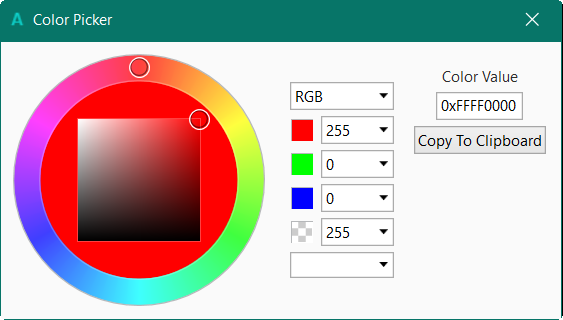 A Color Picker
RGB
255
0
0
255
Color Value
0xFFFF0000
Copy To Clipboard